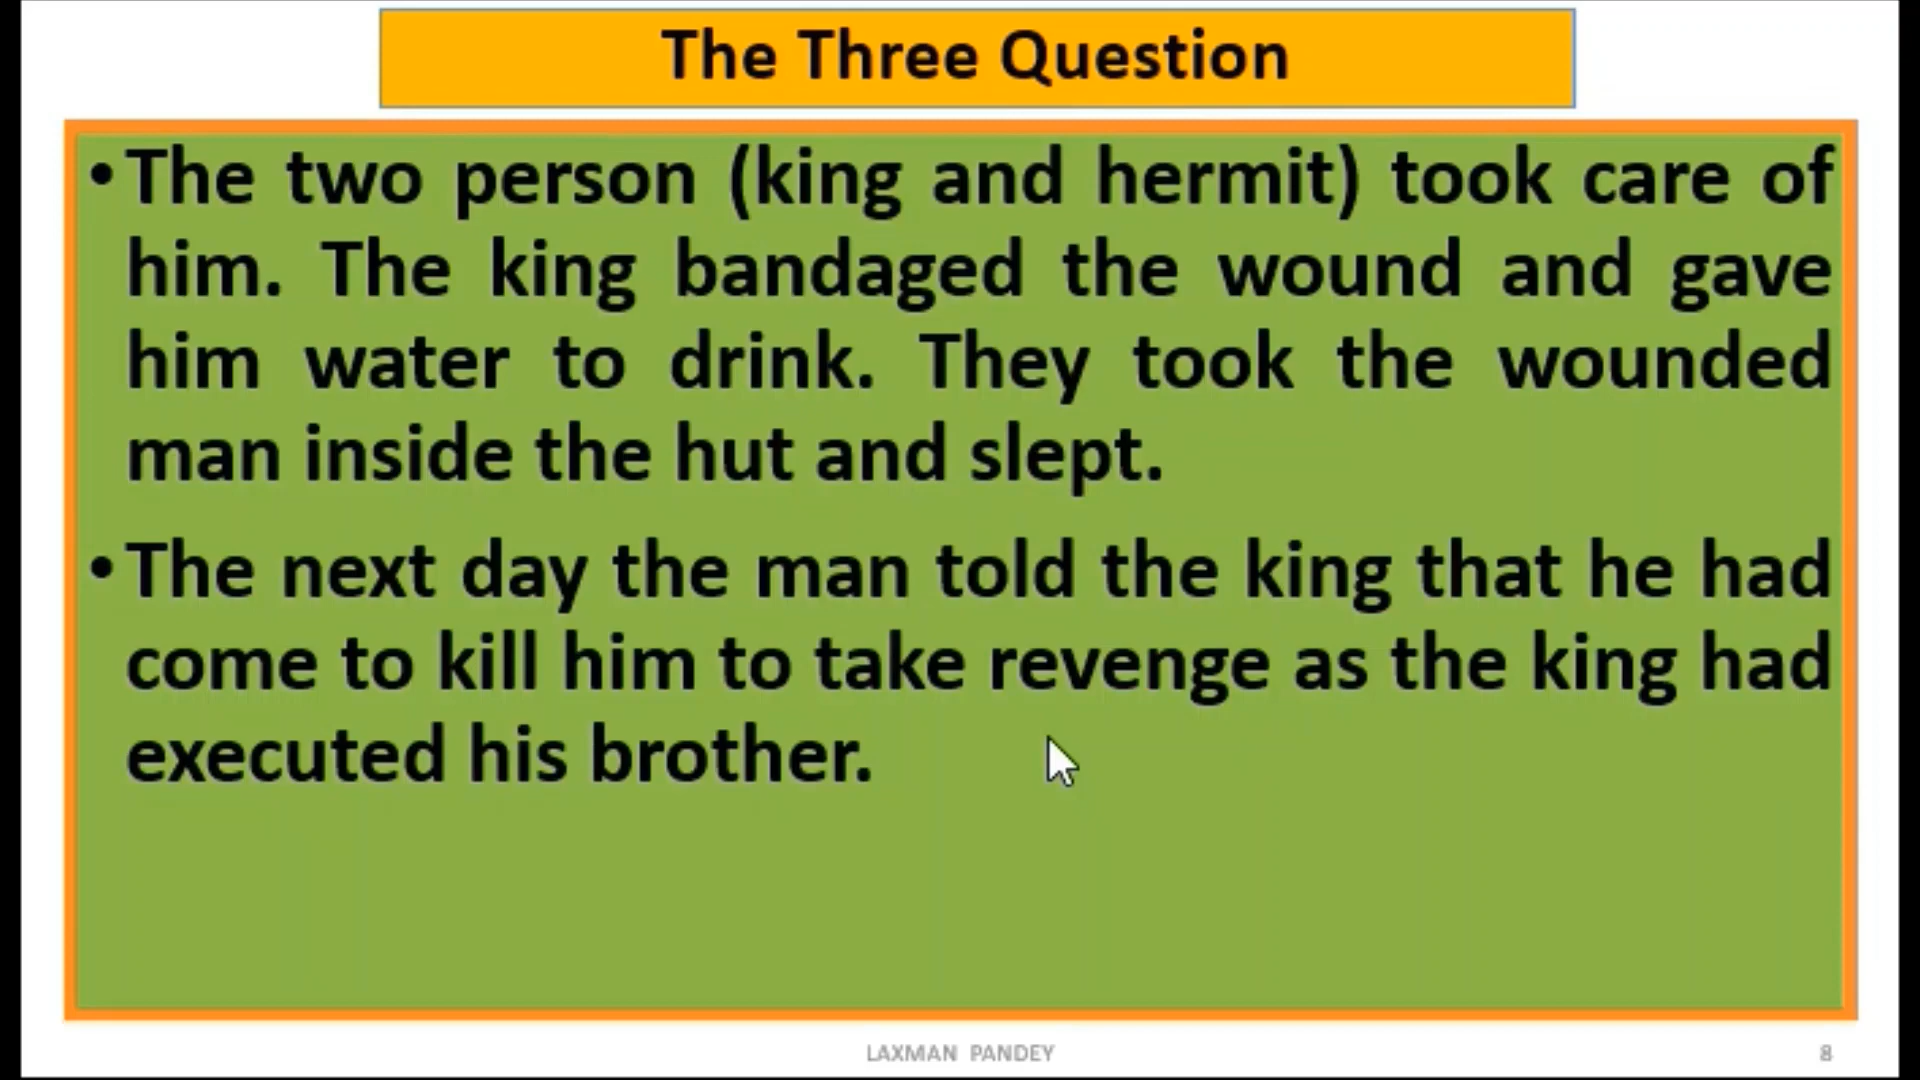 The Three Question
• The two person (king and hermit) took care of
him. The king bandaged the wound and gave
him water to drink. They took the wounded
man inside the hut and slept.
• The next day the man told the king that he had
come to kill him to take revenge as the king had
executed his brother.
LAXMAN PANDEY
8